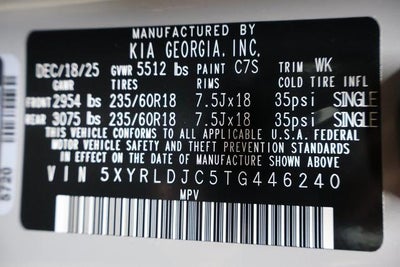 MANUFACTURED BY
KIA GEORGIA, INC.
DEC/18/25 GVWR 5512 lbs PAINT C7S TRIM WK
GAWR TIRES RIMS COLD TIRE INFL
FRONT 2954 lbs 235/60R18 7.5Jx18 35psi SINGLE
REAR 3075 lbs 235/60R18 7.5Jx18 35psi SINGLE
THIS VEHICLE CONFORMS TO ALL APPLICABLE U.S.A. FEDERAL
MOTOR VEHICLE SAFETY AND THEFT PREVENTION STANDARDS
IN EFFECT ON THE DATE OF MANUFACTURE SHOWN ABOVE
VIN 5XYRLDJC5TG446240
MPV